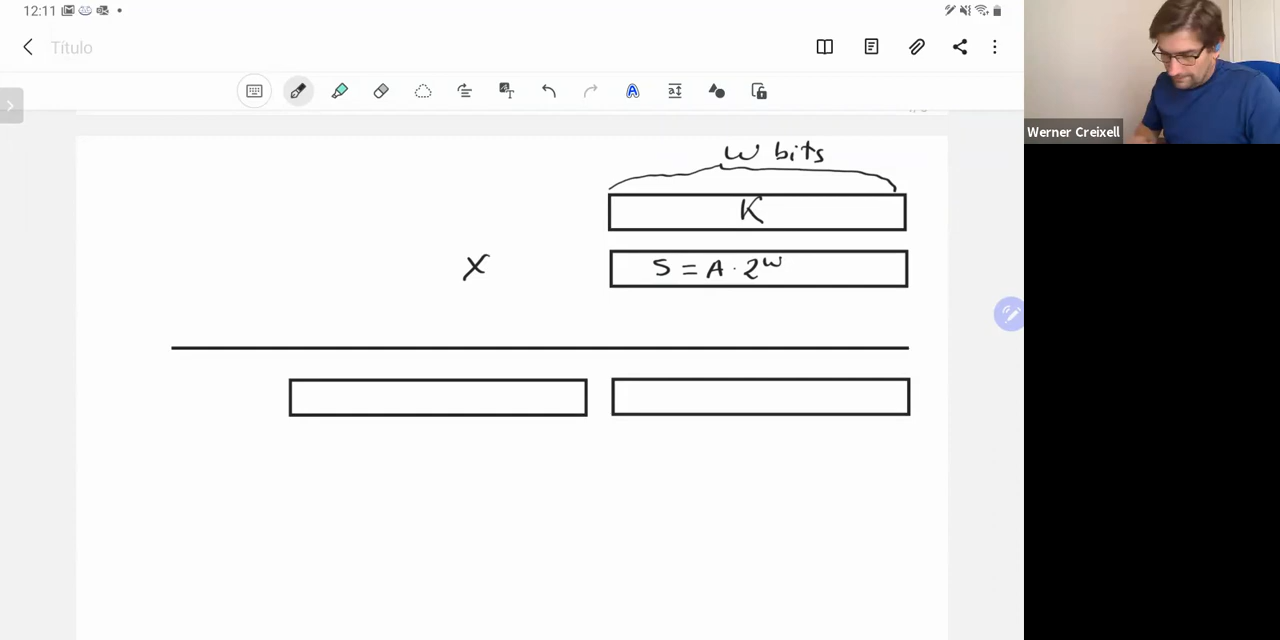 12:11
Título
Werner Creixell
w bits
K
X
S = A · 2^w